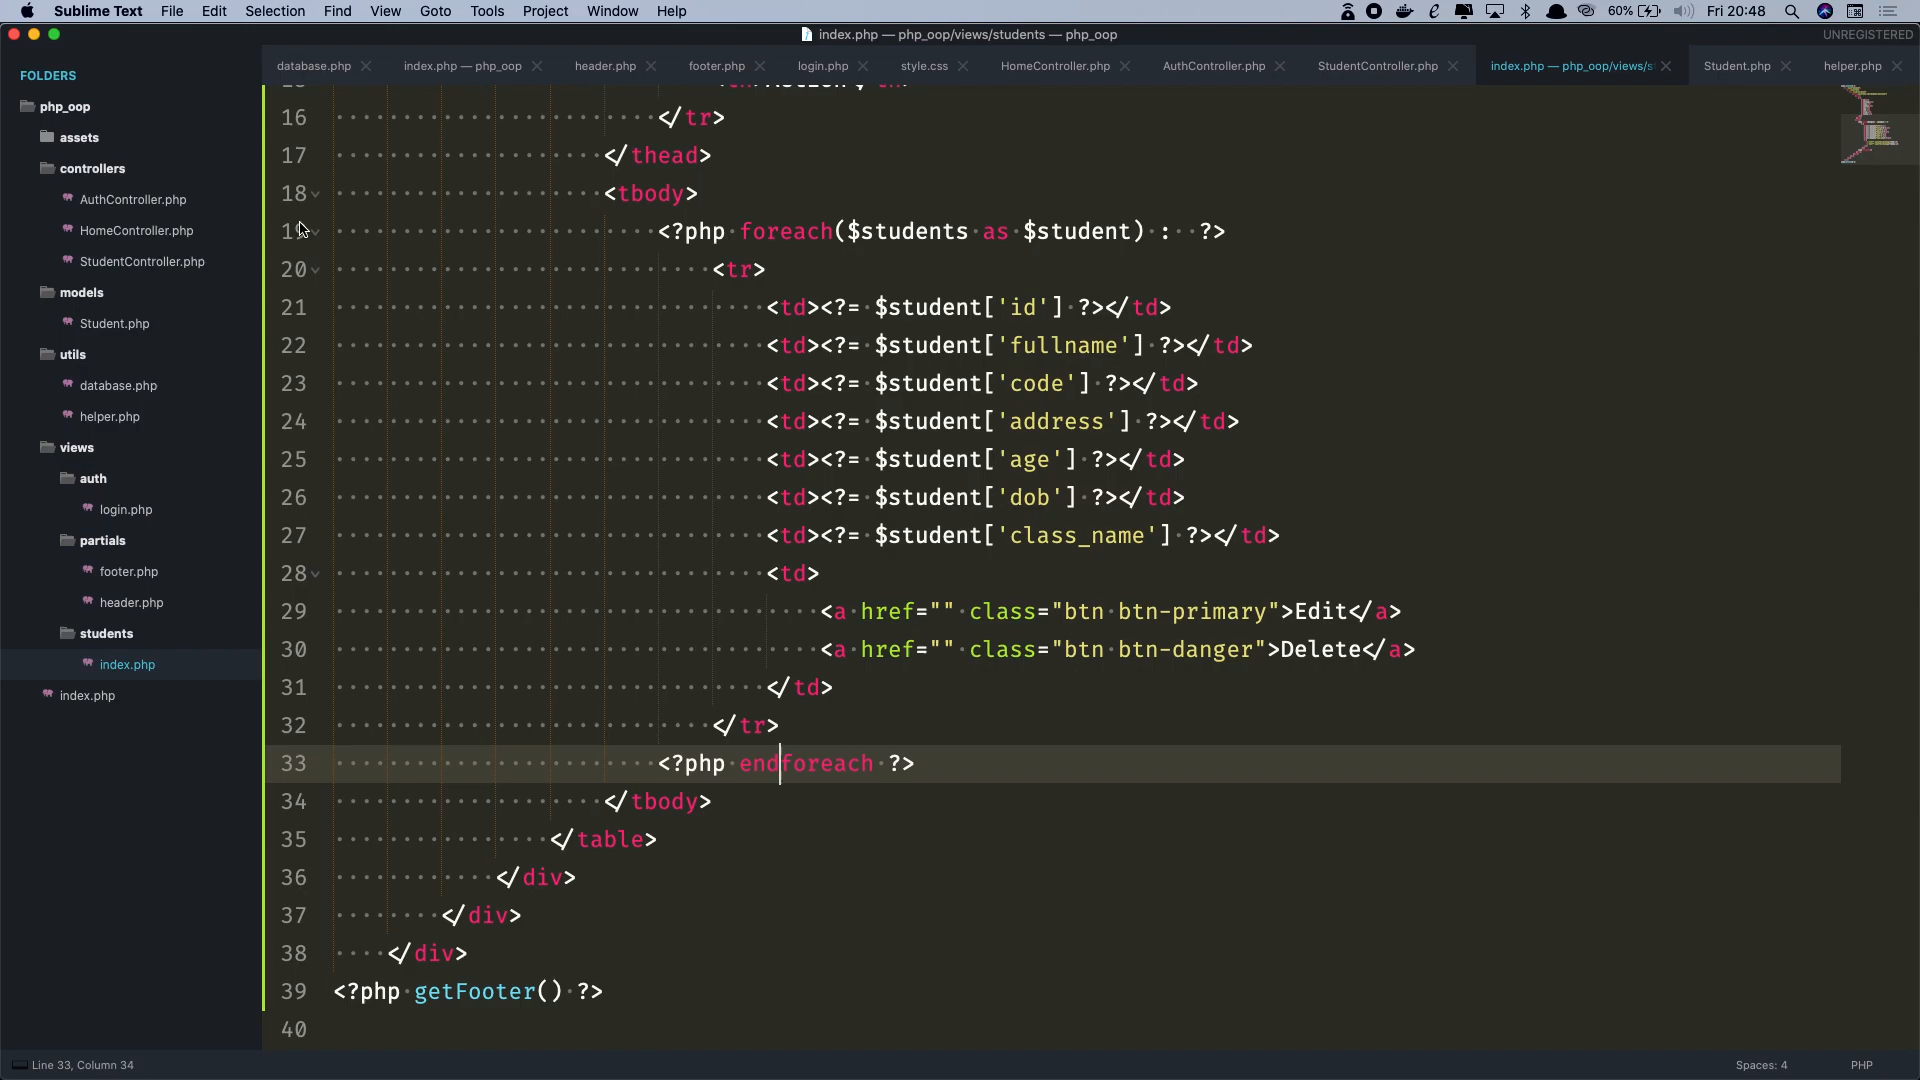 Sublime Text File Edit Selection Find View Goto Tools Project Window Help 60% Fri 20:48
index.php — php_oop/views/students — php_oop UNREGISTERED
FOLDERS
php_oop
assets
controllers
AuthController.php
HomeController.php
StudentController.php
models
Student.php
utils
database.php
helper.php
views
auth
login.php
partials
footer.php
header.php
students
index.php
index.php
database.php index.php — php_oop header.php footer.php login.php style.css HomeController.php AuthController.php StudentController.php index.php — php_oop/views/s Student.php helper.php
16 </tr>
17 </thead>
18 <tbody>
19 <?php foreach($students as $student) : ?>
20 <tr>
21 <td><?= $student['id'] ?></td>
22 <td><?= $student['fullname'] ?></td>
23 <td><?= $student['code'] ?></td>
24 <td><?= $student['address'] ?></td>
25 <td><?= $student['age'] ?></td>
26 <td><?= $student['dob'] ?></td>
27 <td><?= $student['class_name'] ?></td>
28 <td>
29 <a href="" class="btn btn-primary">Edit</a>
30 <a href="" class="btn btn-danger">Delete</a>
31 </td>
32 </tr>
33 <?php endforeach ?>
34 </tbody>
35 </table>
36 </div>
37 </div>
38 </div>
39 <?php getFooter() ?>
40
Line 33, Column 34 Spaces: 4 PHP